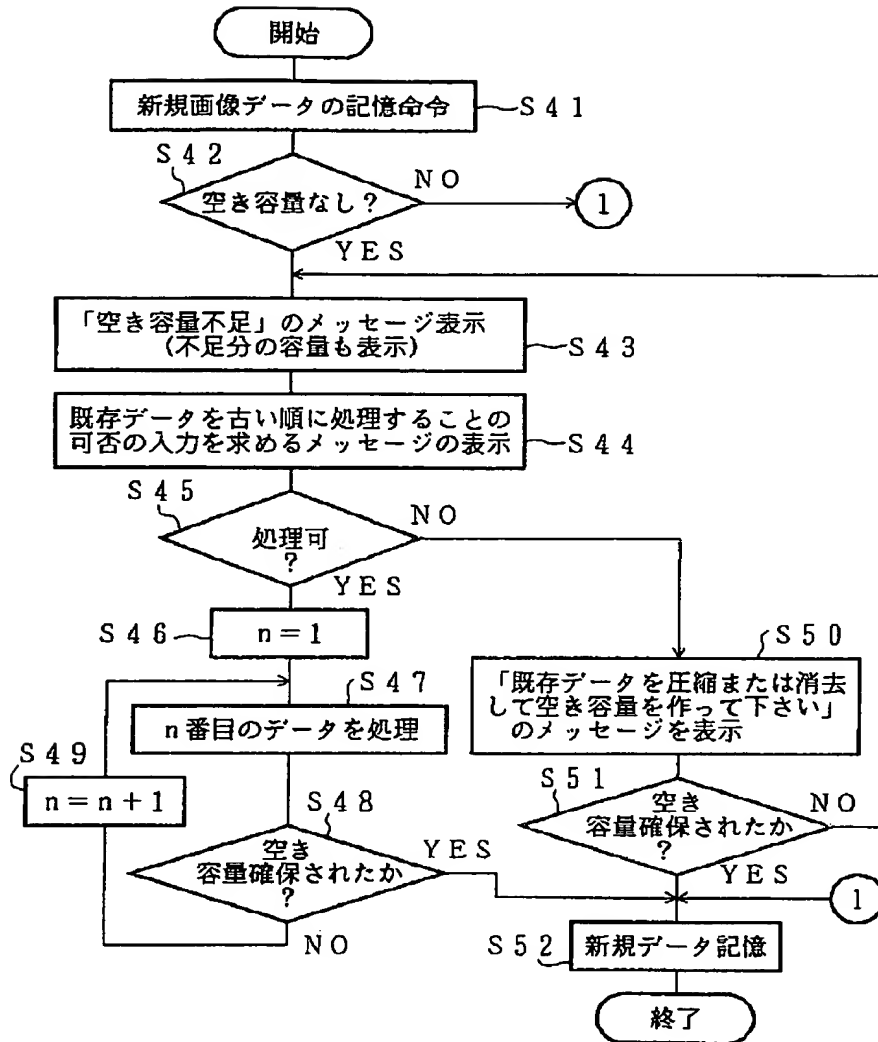 開始
新規画像データの記憶命令
S41
S42
空き容量なし?
NO
1
YES
「空き容量不足」のメッセージ表示
(不足分の容量も表示)
S43
既存データを古い順に処理することの
可否の入力を求めるメッセージの表示
S44
S45
処理可
?
NO
YES
S46
n=1
S47
n番目のデータを処理
S49
n=n+1
S48
空き
容量確保されたか
?
YES
NO
S50
「既存データを圧縮または消去
して空き容量を作って下さい」
のメッセージを表示
S51
空き
容量確保されたか
?
NO
YES
1
S52
新規データ記憶
終了